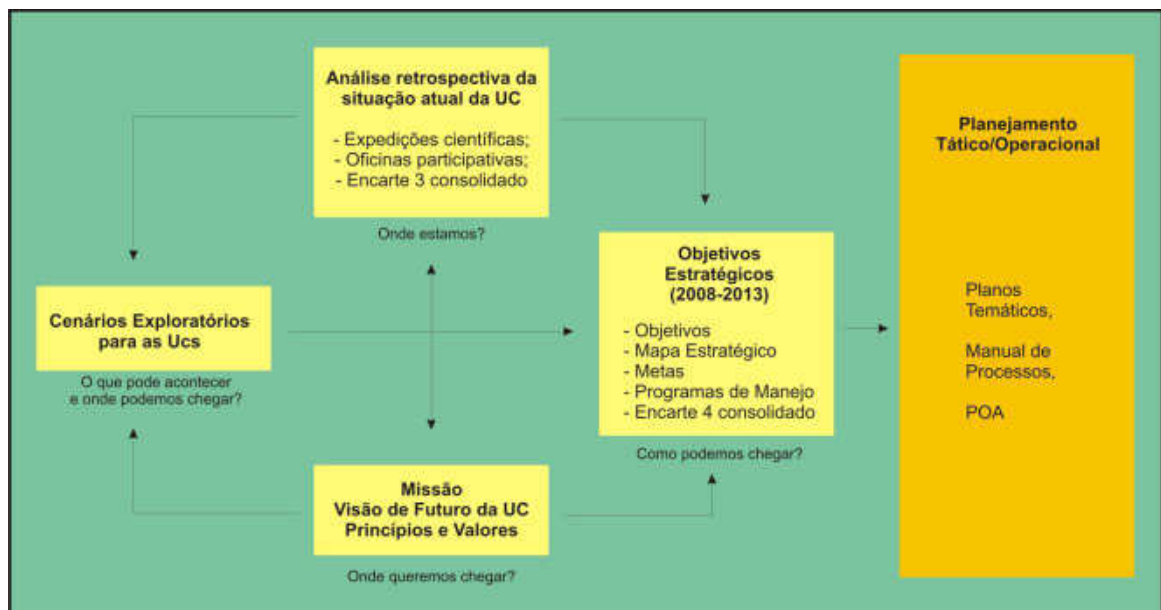 Análise retrospectiva da
situação atual da UC
- Expedições científicas;
- Oficinas participativas;
- Encarte 3 consolidado
Onde estamos?
Cenários Exploratórios
para as Ucs
O que pode acontecer
e onde podemos chegar?
Missão
Visão de Futuro da UC
Princípios e Valores
Onde queremos chegar?
Objetivos
Estratégicos
(2008-2013)
- Objetivos
- Mapa Estratégico
- Metas
- Programas de Manejo
- Encarte 4 consolidado
Como podemos chegar?
Planejamento
Tático/Operacional
Planos
Temáticos,
Manual de
Processos,
POA